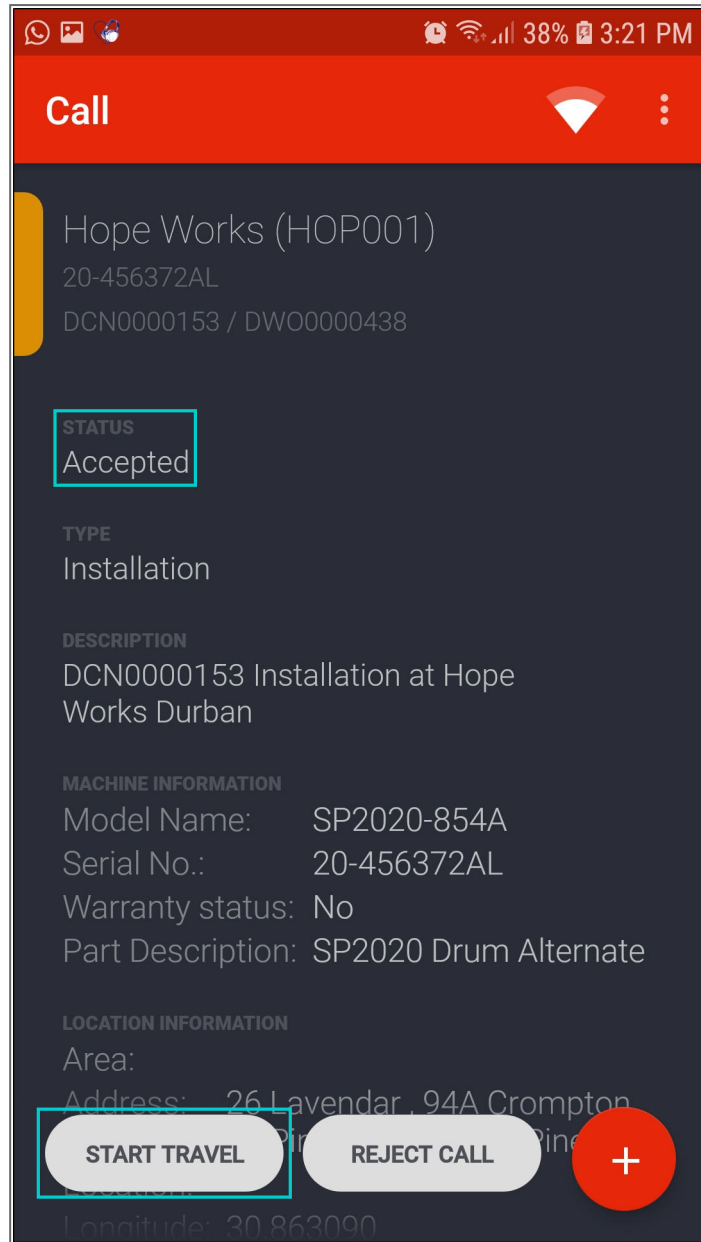 38% 3:21 PM
Call
Hope Works (HOP001)
20-456372AL
DCN0000153 / DWO0000438
STATUS
Accepted
TYPE
Installation
DESCRIPTION
DCN0000153 Installation at Hope
Works Durban
MACHINE INFORMATION
Model Name: SP2020-854A
Serial No.: 20-456372AL
Warranty status: No
Part Description: SP2020 Drum Alternate
LOCATION INFORMATION
Area:
Address: 26 Lavendar , 94A Crompton
START TRAVEL REJECT CALL +
Location:
Longitude: 30.863090